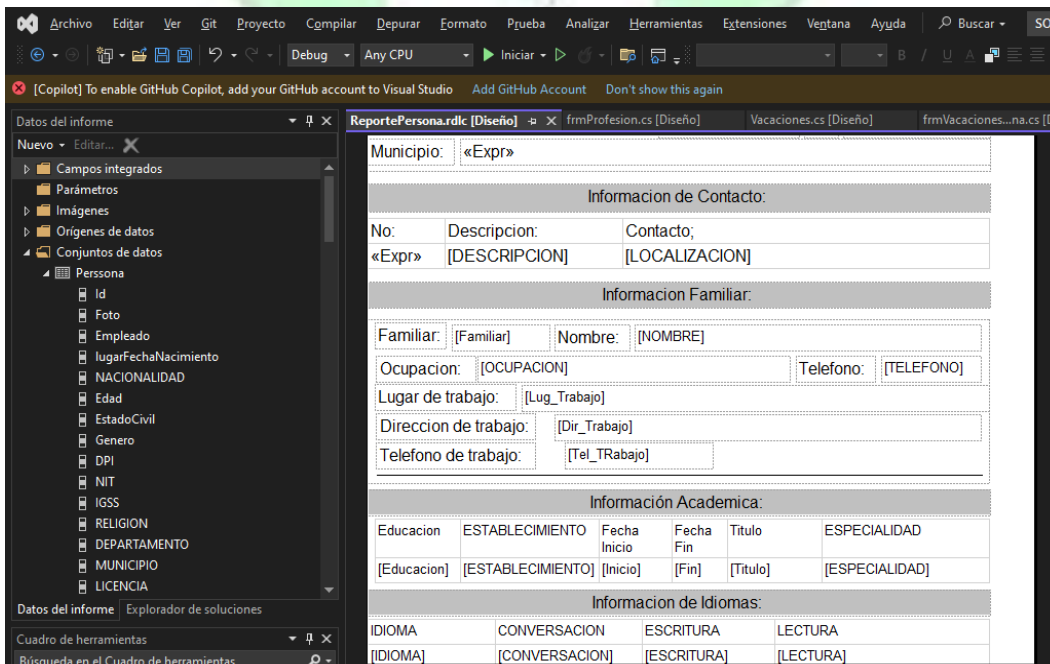 Archivo Editar Ver Git Proyecto Compilar Depurar Formato Prueba Analizar Herramientas Extensiones Ventana Ayuda Buscar SO
Debug Any CPU Iniciar B I U A
[Copilot] To enable GitHub Copilot, add your GitHub account to Visual Studio Add GitHub Account Don't show this again
Datos del informe
ReportePersona.rdlc [Diseño] frmProfesion.cs [Diseño] Vacaciones.cs [Diseño] frmVacaciones...na.cs [D
Nuevo Editar...
Campos integrados
Parámetros
Imágenes
Orígenes de datos
Conjuntos de datos
Perssona
Id
Foto
Empleado
lugarFechaNacimiento
NACIONALIDAD
Edad
EstadoCivil
Genero
DPI
NIT
IGSS
RELIGION
DEPARTAMENTO
MUNICIPIO
LICENCIA
Datos del informe Explorador de soluciones
Cuadro de herramientas
Búsqueda en el Cuadro de herramientas
Municipio: «Expr»
Informacion de Contacto:
No: Descripcion: Contacto;
«Expr» [DESCRIPCION] [LOCALIZACION]
Informacion Familiar:
Familiar: [Familiar] Nombre: [NOMBRE]
Ocupacion: [OCUPACION] Telefono: [TELEFONO]
Lugar de trabajo: [Lug_Trabajo]
Direccion de trabajo: [Dir_Trabajo]
Telefono de trabajo: [Tel_TRabajo]
Información Academica:
Educacion ESTABLECIMIENTO Fecha Inicio Fecha Fin Titulo ESPECIALIDAD
[Educacion] [ESTABLECIMIENTO] [Inicio] [Fin] [Titulo] [ESPECIALIDAD]
Informacion de Idiomas:
IDIOMA CONVERSACION ESCRITURA LECTURA
[IDIOMA] [CONVERSACION] [ESCRITURA] [LECTURA]